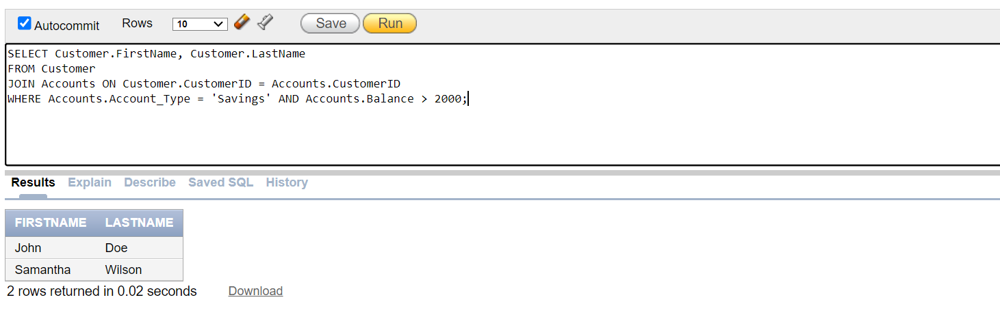 Autocommit Rows 10 Save Run
SELECT Customer.FirstName, Customer.LastName
FROM Customer
JOIN Accounts ON Customer.CustomerID = Accounts.CustomerID
WHERE Accounts.Account_Type = 'Savings' AND Accounts.Balance > 2000;
Results Explain Describe Saved SQL History
FIRSTNAME LASTNAME
John Doe
Samantha Wilson
2 rows returned in 0.02 seconds Download